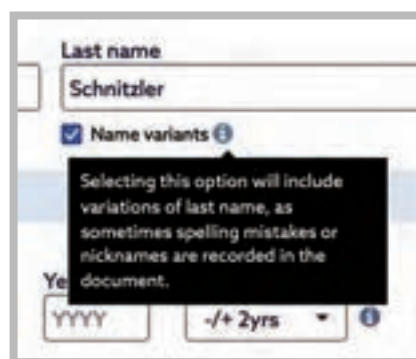 Last name
Schnitzler
Name variants
Selecting this option will include
variations of last name, as
sometimes spelling mistakes or
nicknames are recorded in the
document.
Ye
YYYY
-/+ 2yrs